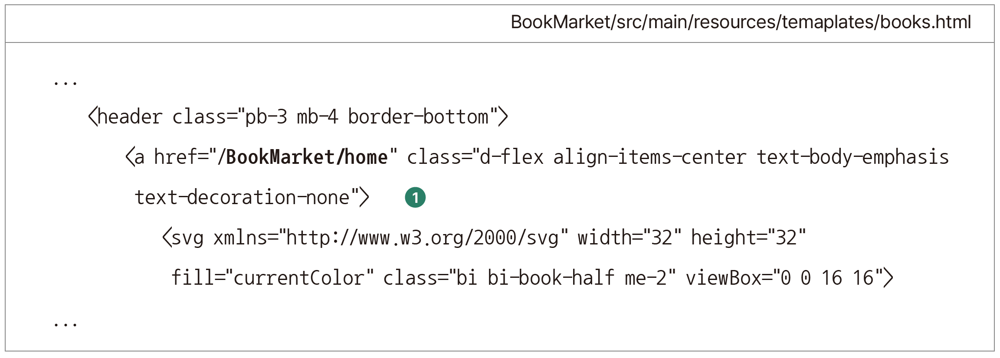 BookMarket/src/main/resources/temaplates/books.html
...
<header class="pb-3 mb-4 border-bottom">
<a href="/BookMarket/home" class="d-flex align-items-center text-body-emphasis
text-decoration-none"> 1
<svg xmlns="http://www.w3.org/2000/svg" width="32" height="32"
fill="currentColor" class="bi bi-book-half me-2" viewBox="0 0 16 16">
...